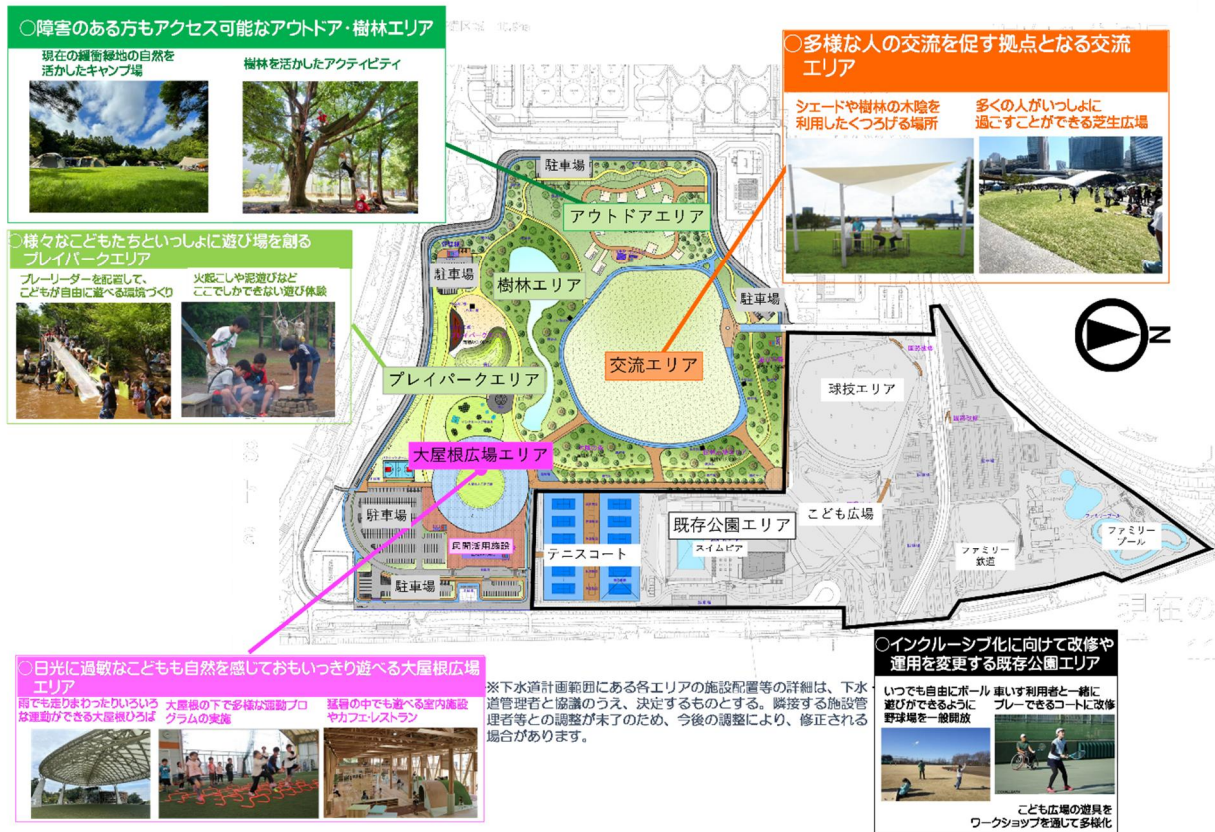 ○障害のある方もアクセス可能なアウトドア・樹林エリア
現在の緩衝緑地の自然を
活かしたキャンプ場
樹林を活かしたアクティビティ
○多様な人の交流を促す拠点となる交流
エリア
シェードや樹林の木陰を
利用したくつろげる場所
多くの人がいっしょに
過ごすことができる芝生広場
○様々なこどもたちといっしょに遊び場を創る
プレイパークエリア
プレーリーダーを配置して、
こどもが自由に遊べる環境づくり
火起こしや泥遊びなど
ここでしかできない遊び体験
駐車場
アウトドアエリア
駐車場
樹林エリア
駐車場
交流エリア
プレイパークエリア
大屋根広場エリア
駐車場
民間活用施設
駐車場
N
球技エリア
既存公園エリア
スイムピア
テニスコート
こども広場
ファミリー
鉄道
ファミリー
プール
現在の
○日光に過敏なこどもも自然を感じておもいっきり遊べる大屋根広場
エリア
雨でも走りまわったりいろいろ
な運動ができる大屋根ひろば
大屋根の下で多様な運動プロ
グラムの実施
猛暑の中でも遊べる室内施設
やカフェ・レストラン
※下水道計画範囲にある各エリアの施設配置等の詳細は、下水
道管理者と協議のうえ、決定するものとする。隣接する施設管
理者等との調整が未了のため、今後の調整により、修正される
場合があります。
○インクルーシブ化に向けて改修や
運用を変更する既存公園エリア
いつでも自由にボール
遊びができるように
野球場を一般開放
車いす利用者と一緒に
プレーできるコートに改修
こども広場の遊具を
ワークショップを通して多様化